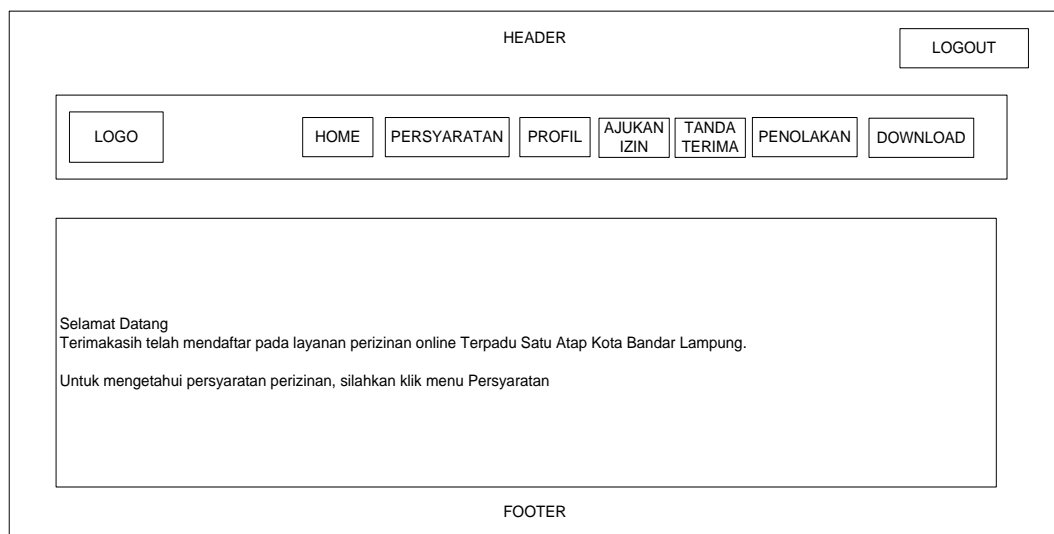 HEADER
LOGOUT
LOGO
HOME
PERSYARATAN
PROFIL
AJUKAN
IZIN
TANDA
TERIMA
PENOLAKAN
DOWNLOAD
Selamat Datang
Terimakasih telah mendaftar pada layanan perizinan online Terpadu Satu Atap Kota Bandar Lampung.
Untuk mengetahui persyaratan perizinan, silahkan klik menu Persyaratan
FOOTER